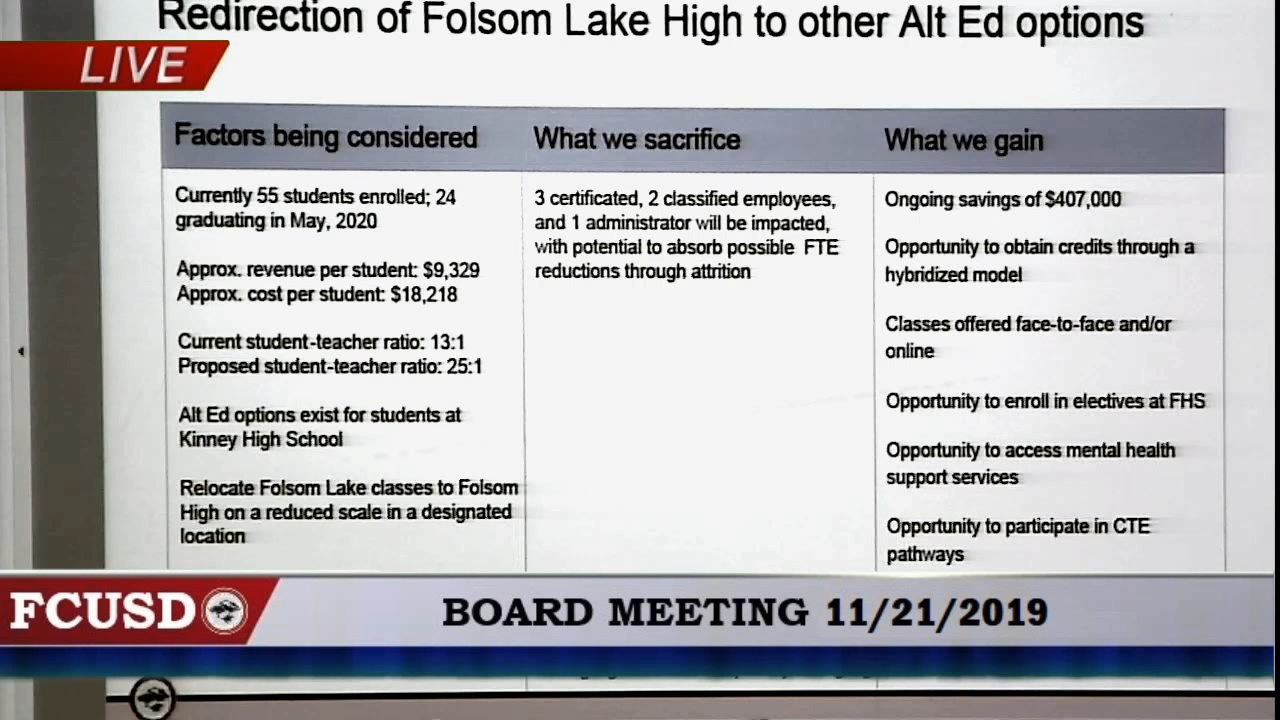 Redirection of Folsom Lake High to other Alt Ed options
LIVE
Factors being considered
What we sacrifice
What we gain
Currently 55 students enrolled; 24
graduating in May, 2020
Approx. revenue per student: $9,329
Approx. cost per student: $18,218
Current student-teacher ratio: 13:1
Proposed student-teacher ratio: 25:1
Alt Ed options exist for students at
Kinney High School
Relocate Folsom Lake classes to Folsom
High on a reduced scale in a designated
location
3 certificated, 2 classified employees,
and 1 administrator will be impacted,
with potential to absorb possible FTE
reductions through attrition
Ongoing savings of $407,000
Opportunity to obtain credits through a
hybridized model
Classes offered face-to-face and/or
online
Opportunity to enroll in electives at FHS
Opportunity to access mental health
support services
Opportunity to participate in CTE
pathways
FCUSD
BOARD MEETING 11/21/2019